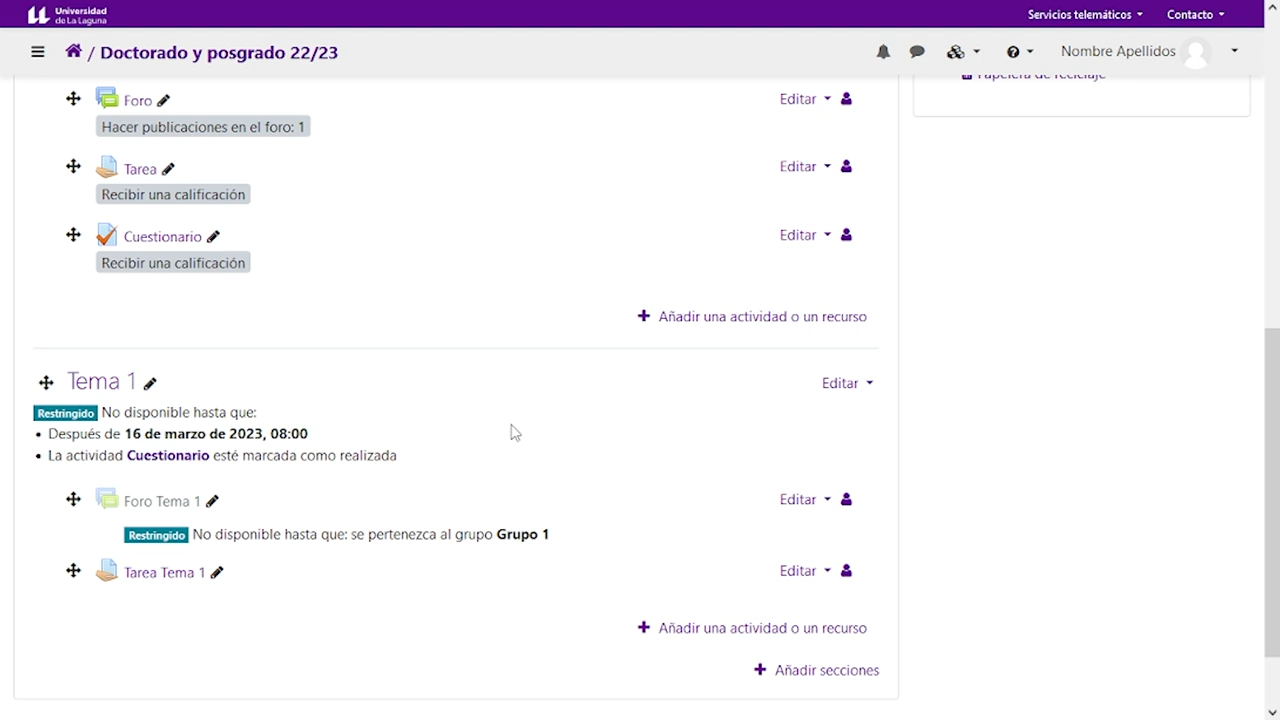 Universidad
de La Laguna
Servicios telemáticos Contacto
/ Doctorado y posgrado 22/23
Nombre Apellidos
Papelera de reciclaje
Foro Editar
Hacer publicaciones en el foro: 1
Tarea Editar
Recibir una calificación
Cuestionario Editar
Recibir una calificación
Añadir una actividad o un recurso
Tema 1 Editar
Restringido No disponible hasta que:
• Después de 16 de marzo de 2023, 08:00
• La actividad Cuestionario esté marcada como realizada
Foro Tema 1 Editar
Restringido No disponible hasta que: se pertenezca al grupo Grupo 1
Tarea Tema 1 Editar
Añadir una actividad o un recurso
Añadir secciones